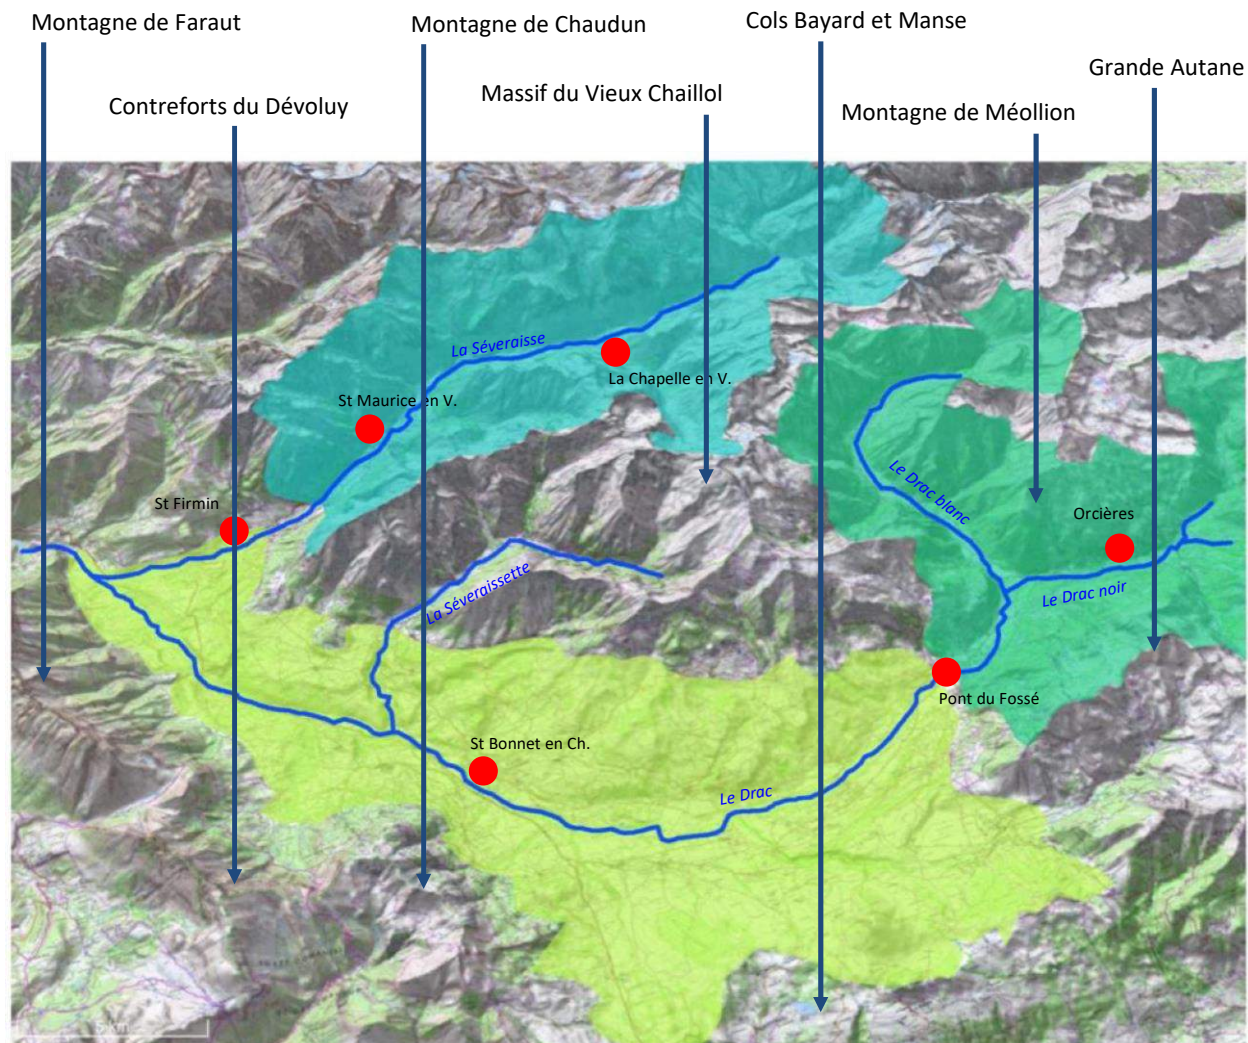 Montagne de Faraut
Montagne de Chaudun
Cols Bayard et Manse
Grande Autane
Contreforts du Dévoluy
Massif du Vieux Chaillol
Montagne de Méollion
La Séveraisse
La Chapelle en V.
St Maurice en V.
St Firmin
Le Drac blanc
Orcières
La Séveraissette
Le Drac noir
Pont du Fossé
St Bonnet en Ch.
Le Drac
5 km